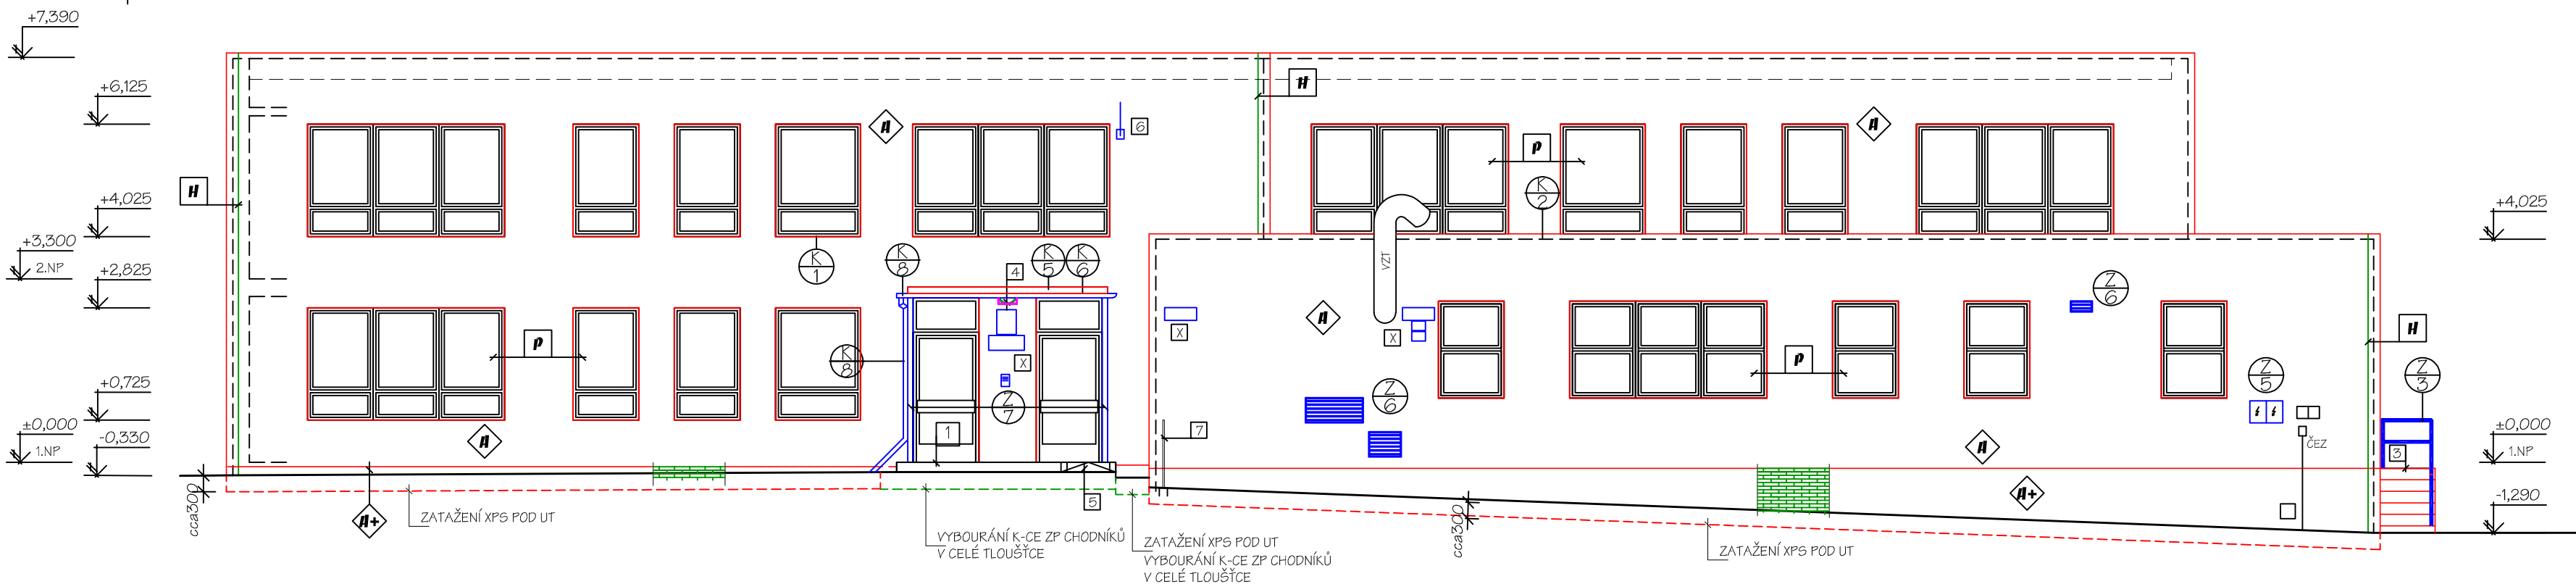 +7,390
+6,125
+4,025
+3,300
2.NP
+2,825
+0,725
±0,000
1.NP
-0,330
cca300
H
A
6
K
1
K
8
4
K
5
K
6
P
K
8
X
Z
7
A
1
A+
5
ZATAŽENÍ XPS POD UT
VYBOURÁNÍ K-CE ZP CHODNÍKŮ
V CELÉ TLOUŠŤCE
ZATAŽENÍ XPS POD UT
VYBOURÁNÍ K-CE ZP CHODNÍKŮ
V CELÉ TLOUŠŤCE
H
P
A
K
2
VZT
X
A
X
Z
6
Z
6
P
H
Z
5
Z
3
7
A
ČEZ
3
A+
cca300
ZATAŽENÍ XPS POD UT
+4,025
±0,000
1.NP
-1,290